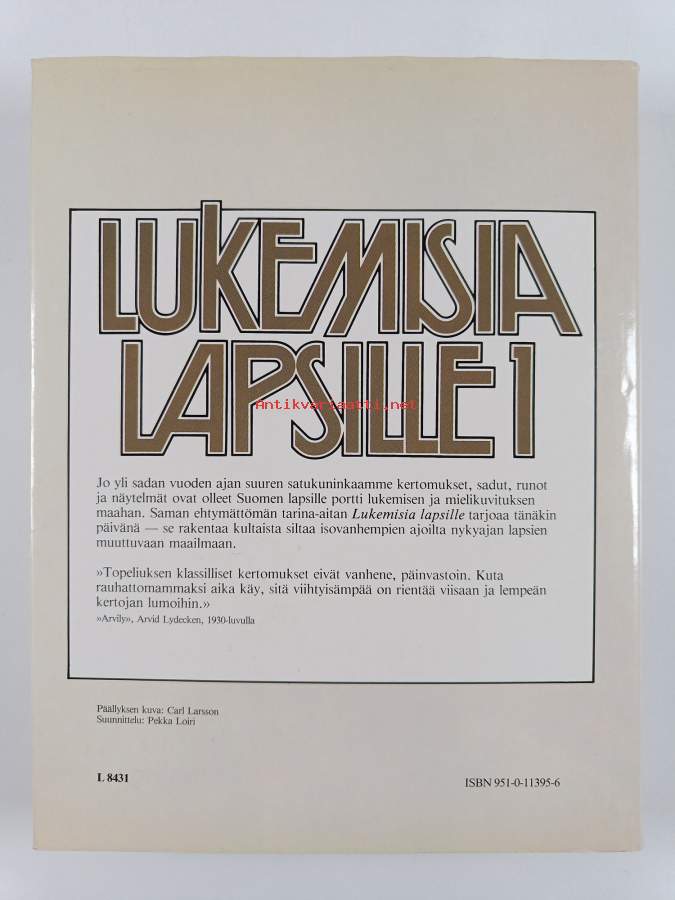 LUKEMISIA
LAPSILLE 1
Antikvariaatti.net
Jo yli sadan vuoden ajan suuren satukuninkaamme kertomukset, sadut, runot
ja näytelmät ovat olleet Suomen lapsille portti lukemisen ja mielikuvituksen
maahan. Saman ehtymättömän tarina-aitan Lukemisia lapsille tarjoaa tänäkin
päivänä — se rakentaa kultaista siltaa isovanhempien ajoilta nykyajan lapsien
muuttuvaan maailmaan.
»Topeliuksen klassilliset kertomukset eivät vanhene, päinvastoin. Kuta
rauhattomammaksi aika käy, sitä viihtyisämpää on rientää viisaan ja lempeän
kertojan lumoihin.»
»Arvily», Arvid Lydecken, 1930-luvulla
Päällyksen kuva: Carl Larsson
Suunnittelu: Pekka Loiri
L 8431
ISBN 951-0-11395-6